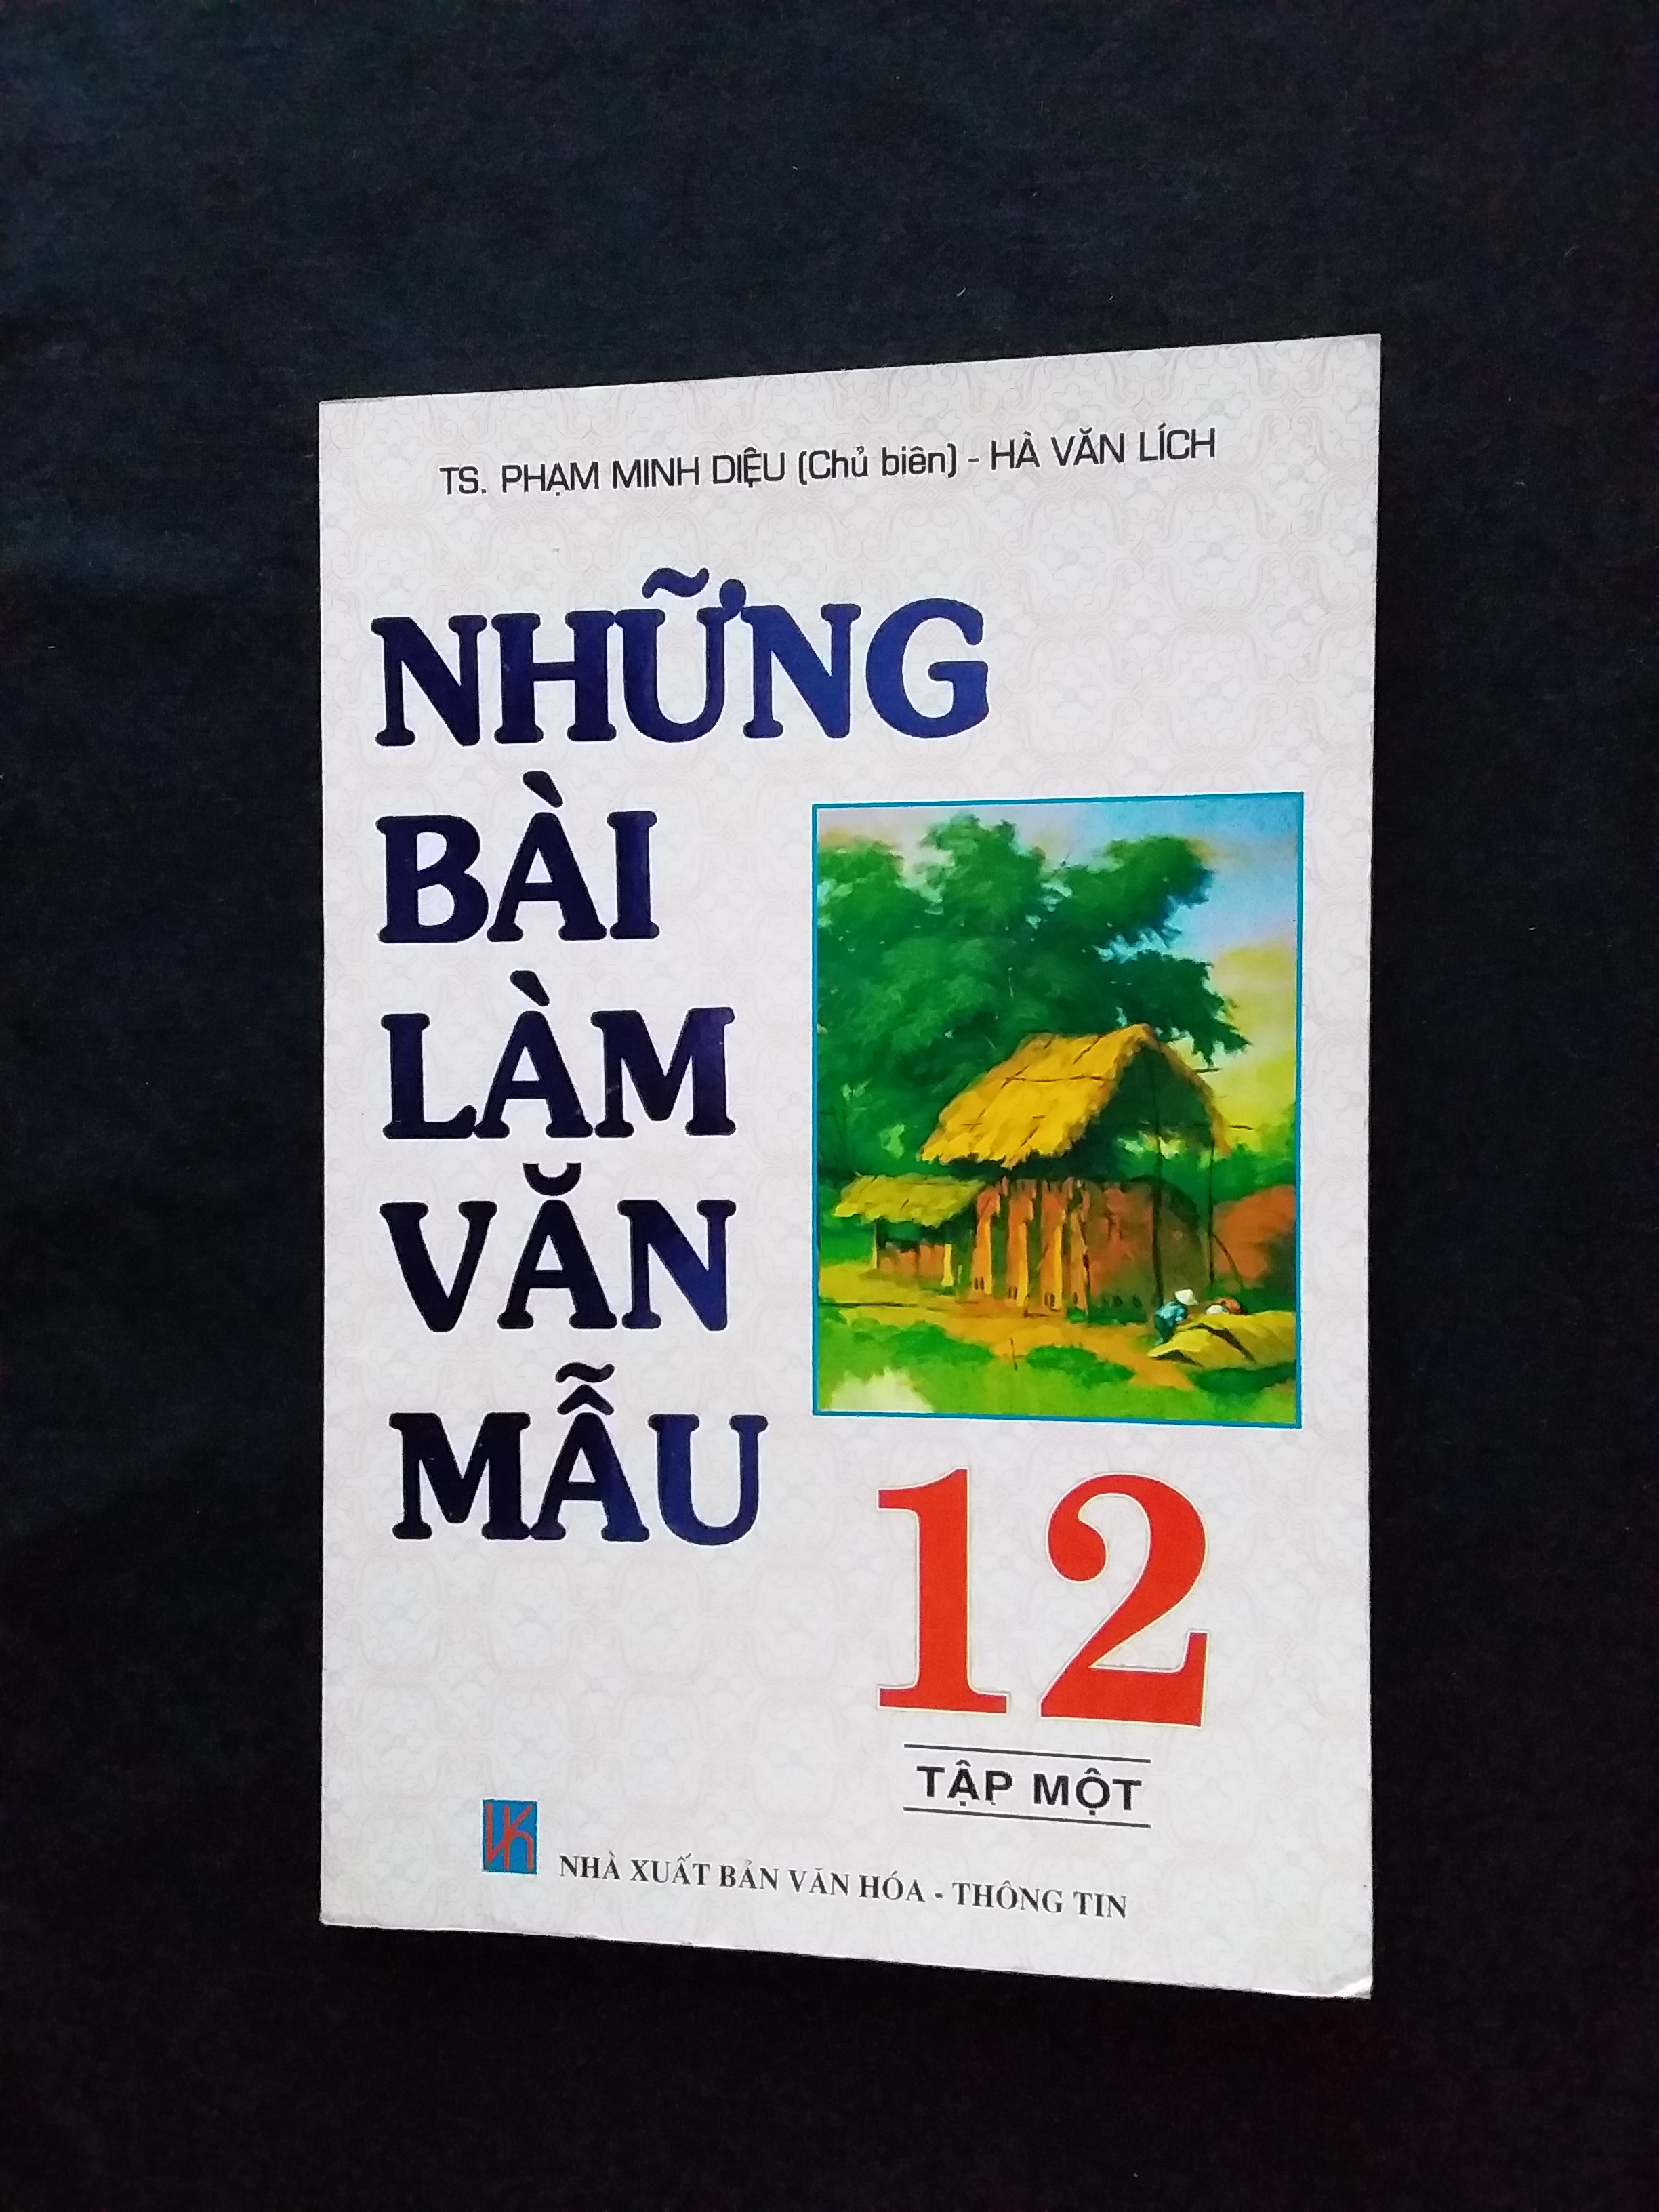 TS. PHẠM MINH DIỆU (Chủ biên) - HÀ VĂN LÍCH
NHỮNG
BÀI
LÀM
VĂN
MẪU
12
TẬP MỘT
NHÀ XUẤT BẢN VĂN HÓA - THÔNG TIN